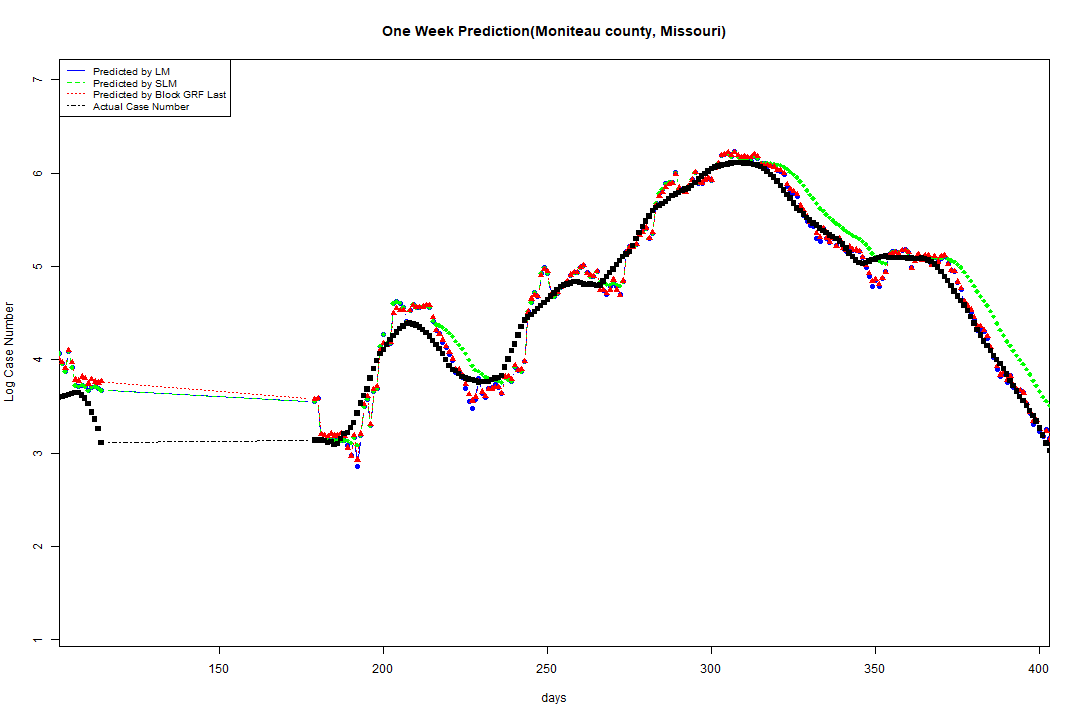 One Week Prediction(Moniteau county, Missouri)
Predicted by LM
Predicted by SLM
Predicted by Block GRF Last
Actual Case Number
7
6
5
4
3
2
1
Log Case Number
150 200 250 300 350 400
days